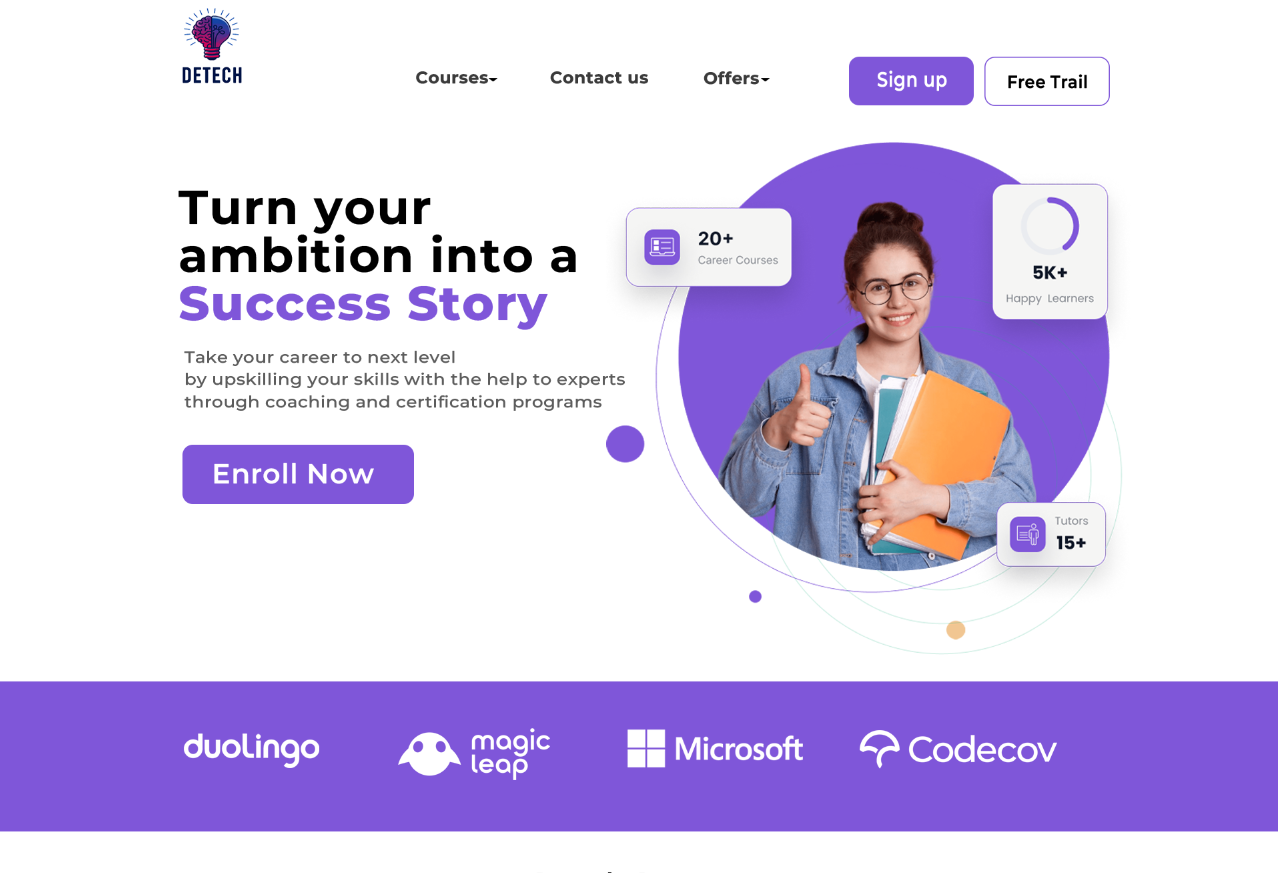 DETECH
Courses
Contact us
Offers
Sign up
Free Trail
Turn your
ambition into a
Success Story
Take your career to next level
by upskilling your skills with the help to experts
through coaching and certification programs
Enroll Now
20+
Career Courses
5K+
Happy Learners
Tutors
15+
duolingo
magic
leap
Microsoft
Codecov